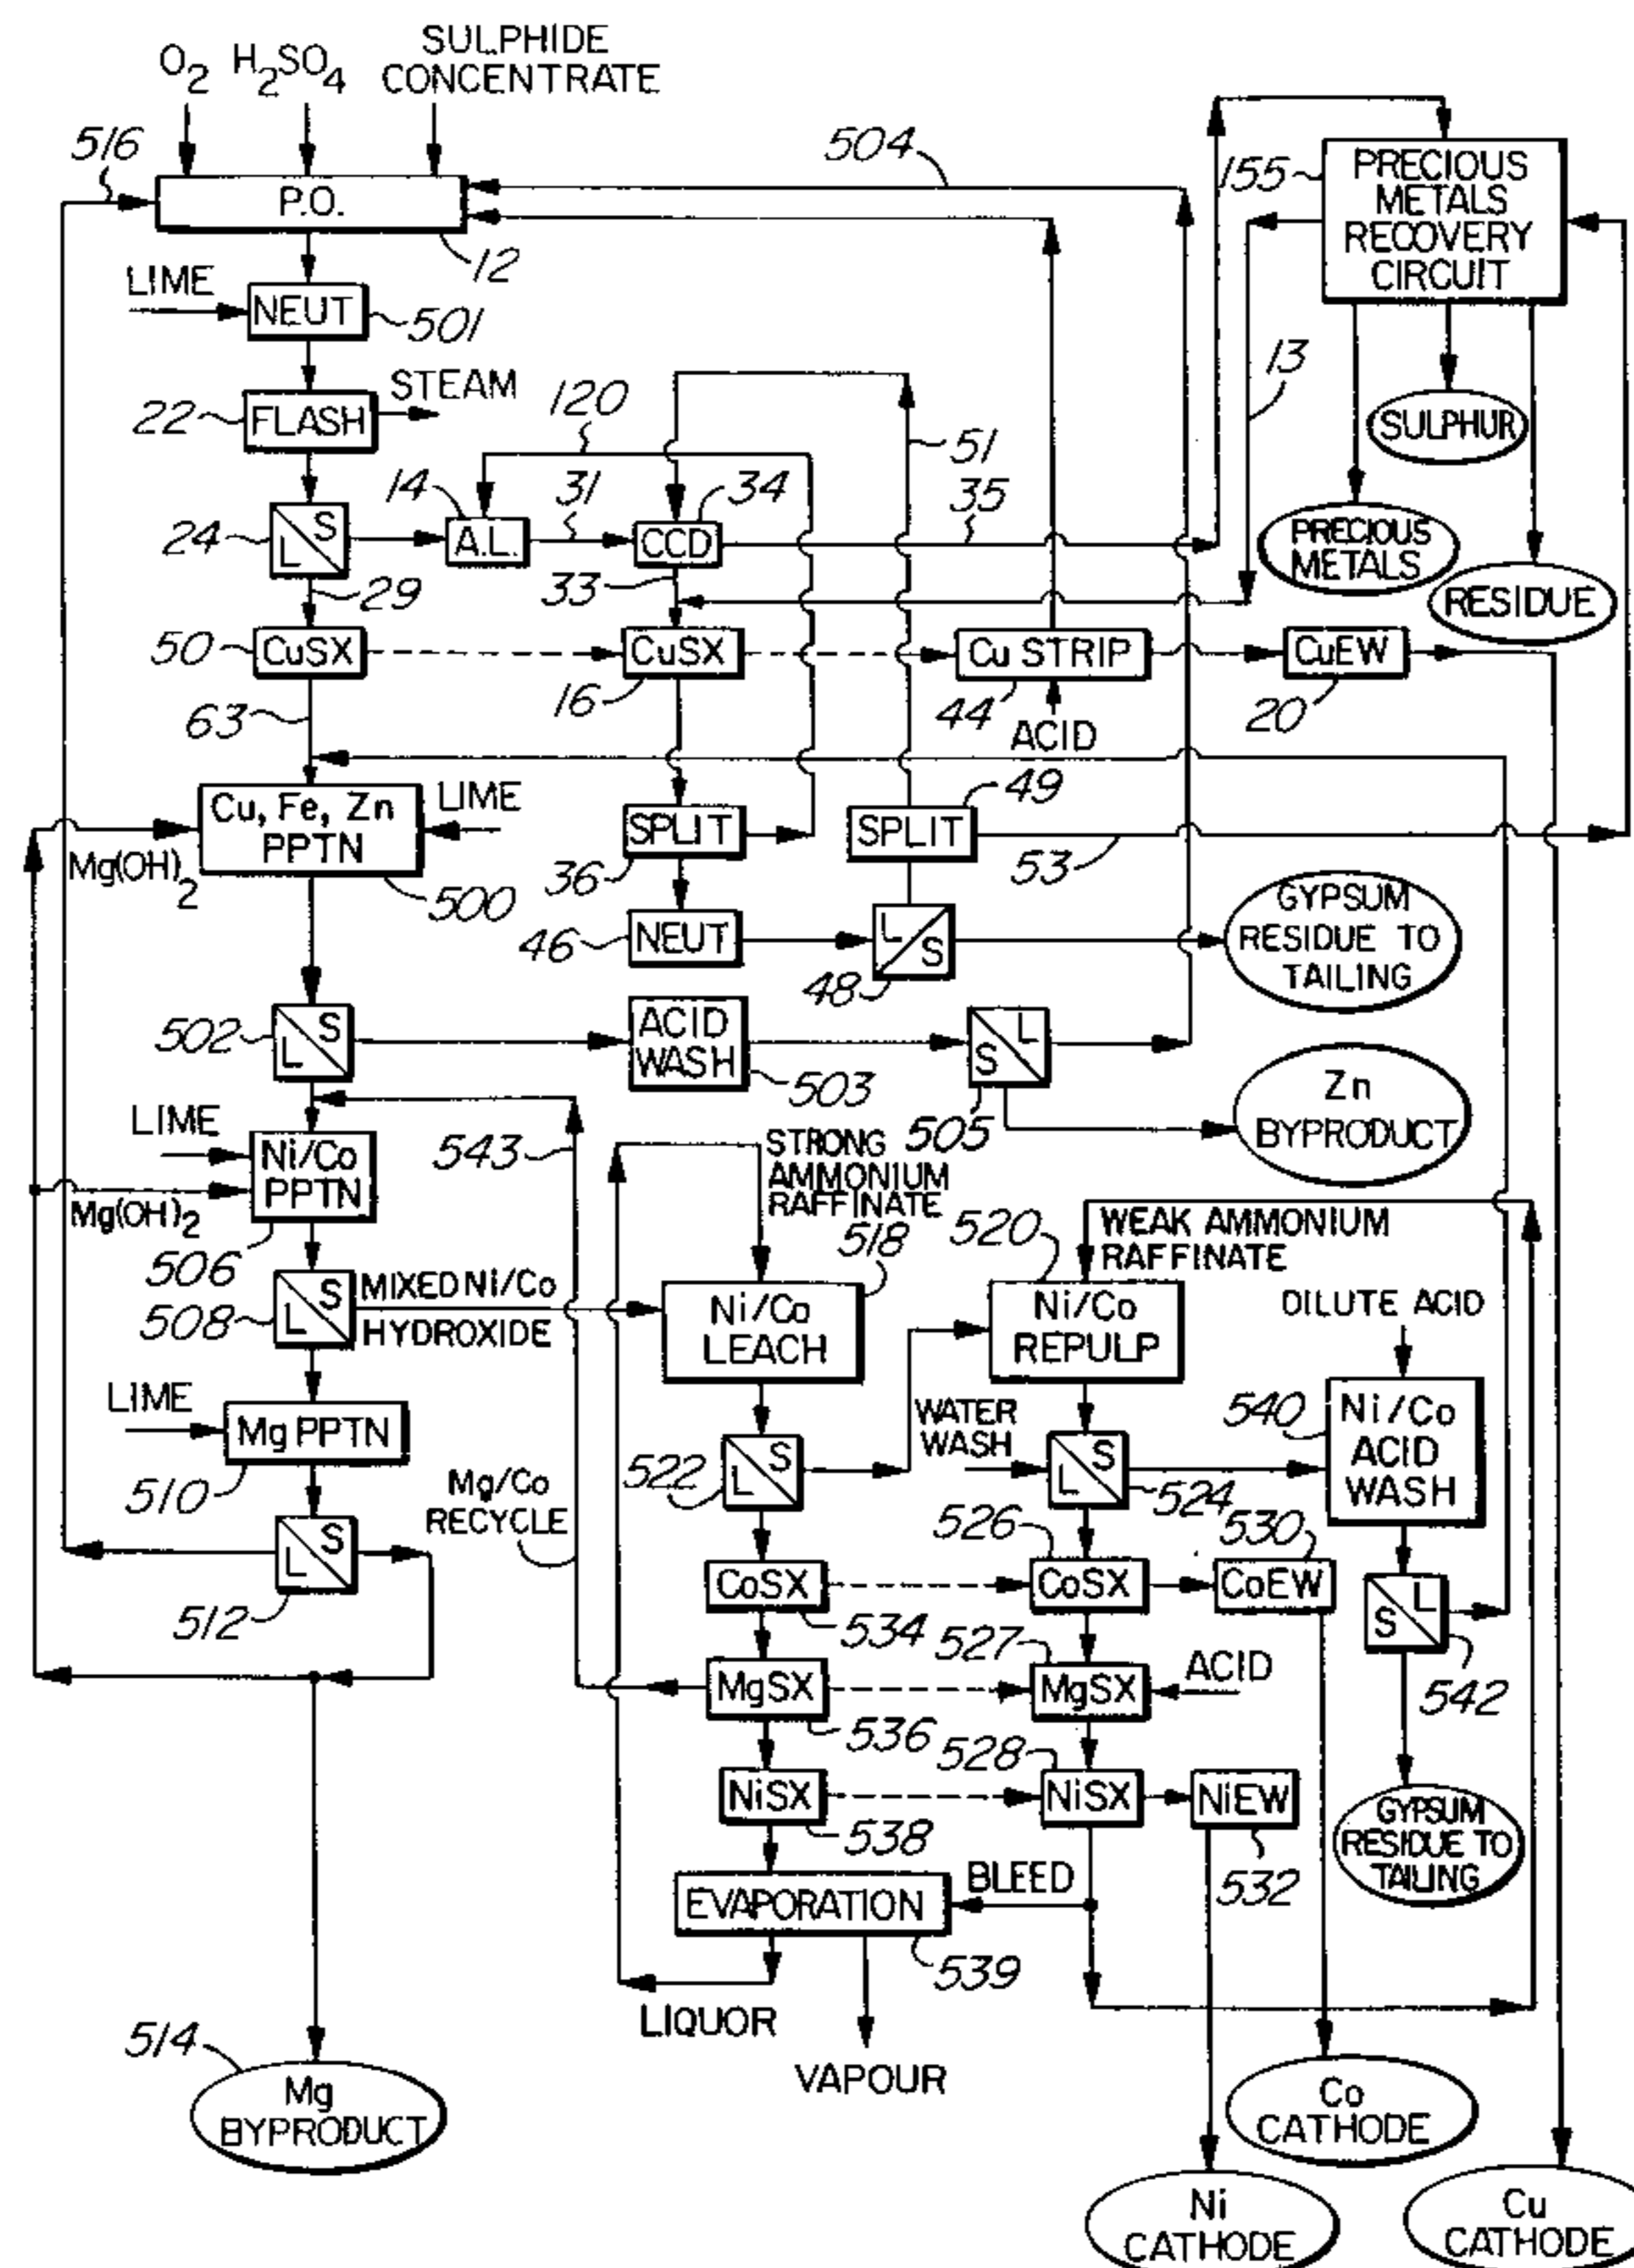 O2 H2SO4
SULPHIDE
CONCENTRATE
516
504
155
PRECIOUS
METALS
RECOVERY
CIRCUIT
P.O.
12
LIME
NEUT
501
13
STEAM
22
FLASH
120
51
SULPHUR
14
31
34
35
24
L
S
A.L.
CCD
PRECIOUS
METALS
29
33
RESIDUE
50
CuSX
CuSX
Cu STRIP
CuEW
63
16
44
ACID
20
Cu, Fe, Zn
PPTN
LIME
49
SPLIT
SPLIT
Mg(OH)2
500
36
53
GYPSUM
RESIDUE TO
TAILING
46
NEUT
L
S
48
502
S
L
ACID
WASH
503
L
S
505
Zn
BYPRODUCT
LIME
Ni/Co
PPTN
543
STRONG
AMMONIUM
RAFFINATE
Mg(OH)2
506
518
520
WEAK AMMONIUM
RAFFINATE
508
S
L
MIXED Ni/Co
HYDROXIDE
Ni/Co
LEACH
Ni/Co
REPULP
DILUTE ACID
LIME
Mg PPTN
510
WATER
WASH
540
Ni/Co
ACID
WASH
522
S
L
S
L
524
Mg/Co
RECYCLE
526
530
512
S
L
CoSX
534
CoSX
CoEW
S
L
542
527
MgSX
536
MgSX
ACID
528
NiSX
538
NiSX
NiEW
532
GYPSUM
RESIDUE TO
TAILING
EVAPORATION
BLEED
539
LIQUOR
VAPOUR
514
Mg
BYPRODUCT
Co
CATHODE
Ni
CATHODE
Cu
CATHODE